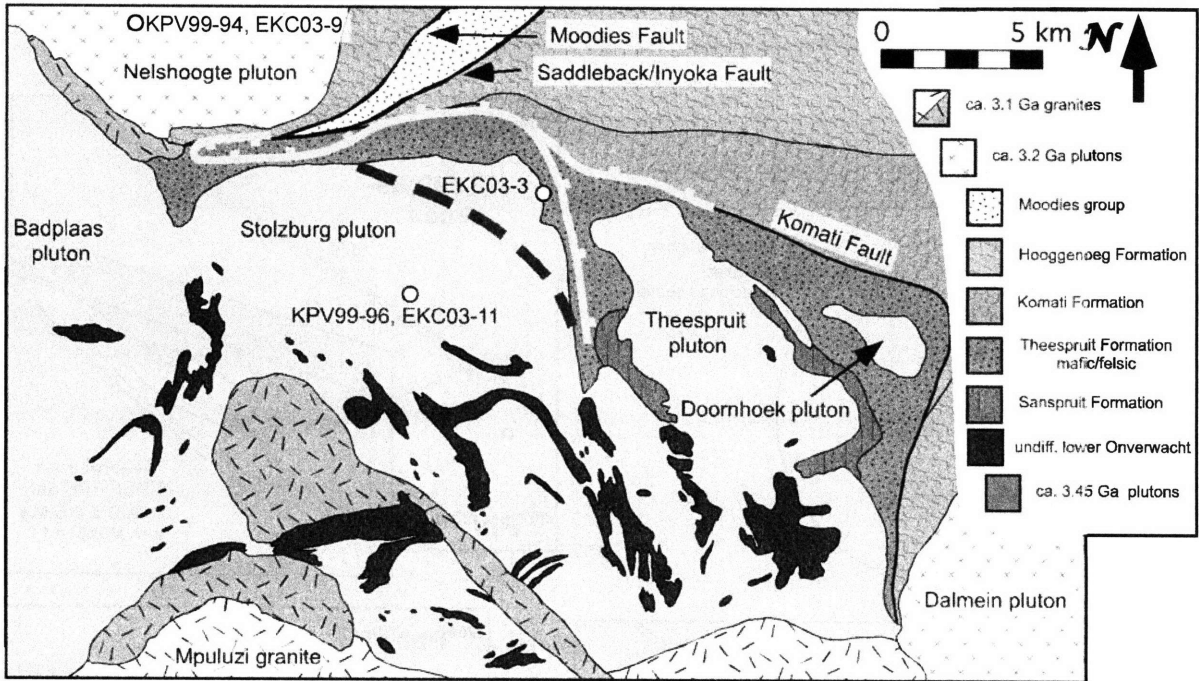 OKPV99-94, EKC03-9
Nelshoogte pluton
Moodies Fault
Saddleback/Inyoka Fault
0 5 km N
ca. 3.1 Ga granites
ca. 3.2 Ga plutons
Moodies group
Hooggenoeg Formation
Komati Formation
Theespruit Formation
mafic/felsic
Sanspruit Formation
undiff. lower Onverwacht
ca. 3.45 Ga plutons
EKC03-3
Badplaas
pluton
Stolzburg pluton
Komati Fault
KPV99-96, EKC03-11
Theespruit
pluton
Doornhoek pluton
Dalmein pluton
Mpuluzi granite